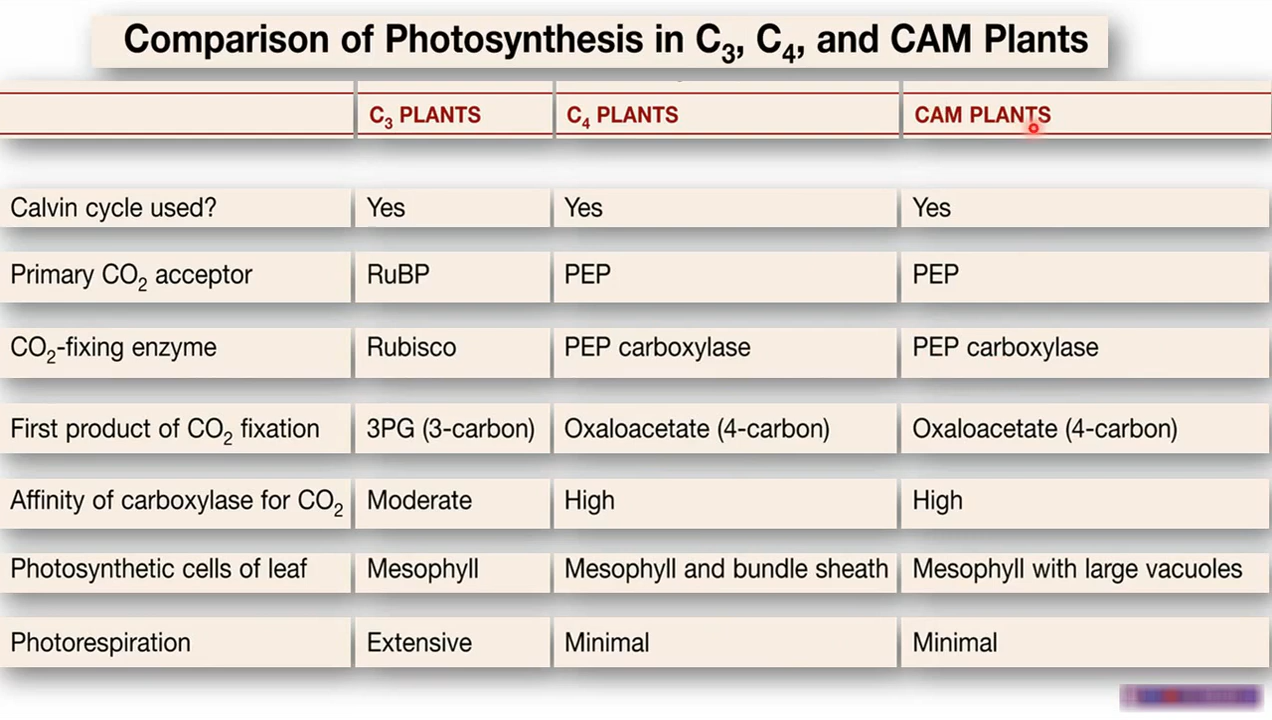 Comparison of Photosynthesis in C₃, C₄, and CAM Plants
C₃ PLANTS C₄ PLANTS CAM PLANTS
Calvin cycle used? Yes Yes Yes
Primary CO₂ acceptor RuBP PEP PEP
CO₂-fixing enzyme Rubisco PEP carboxylase PEP carboxylase
First product of CO₂ fixation 3PG (3-carbon) Oxaloacetate (4-carbon) Oxaloacetate (4-carbon)
Affinity of carboxylase for CO₂ Moderate High High
Photosynthetic cells of leaf Mesophyll Mesophyll and bundle sheath Mesophyll with large vacuoles
Photorespiration Extensive Minimal Minimal